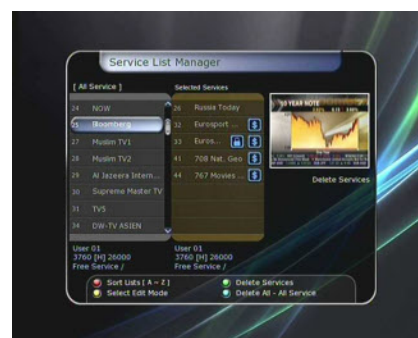 Service List Manager
[ All Service ]
Selected Services
24 NOW
25 Bloomberg
27 Muslim TV1
28 Muslim TV2
29 Al Jazeera Intern...
30 Supreme Master TV
31 TV5
34 DW-TV ASIEN
26 Russia Today
32 Eurosport ... $
33 Euros... $
41 708 Nat. Geo $
44 767 Movies ... $
10 YEAR NOTE
Delete Services
User 01
3760 [H] 26000
Free Service /
User 01
3760 [H] 26000
Free Service /
Sort Lists [ A - Z ]
Select Edit Mode
Delete Services
Delete All - All Service